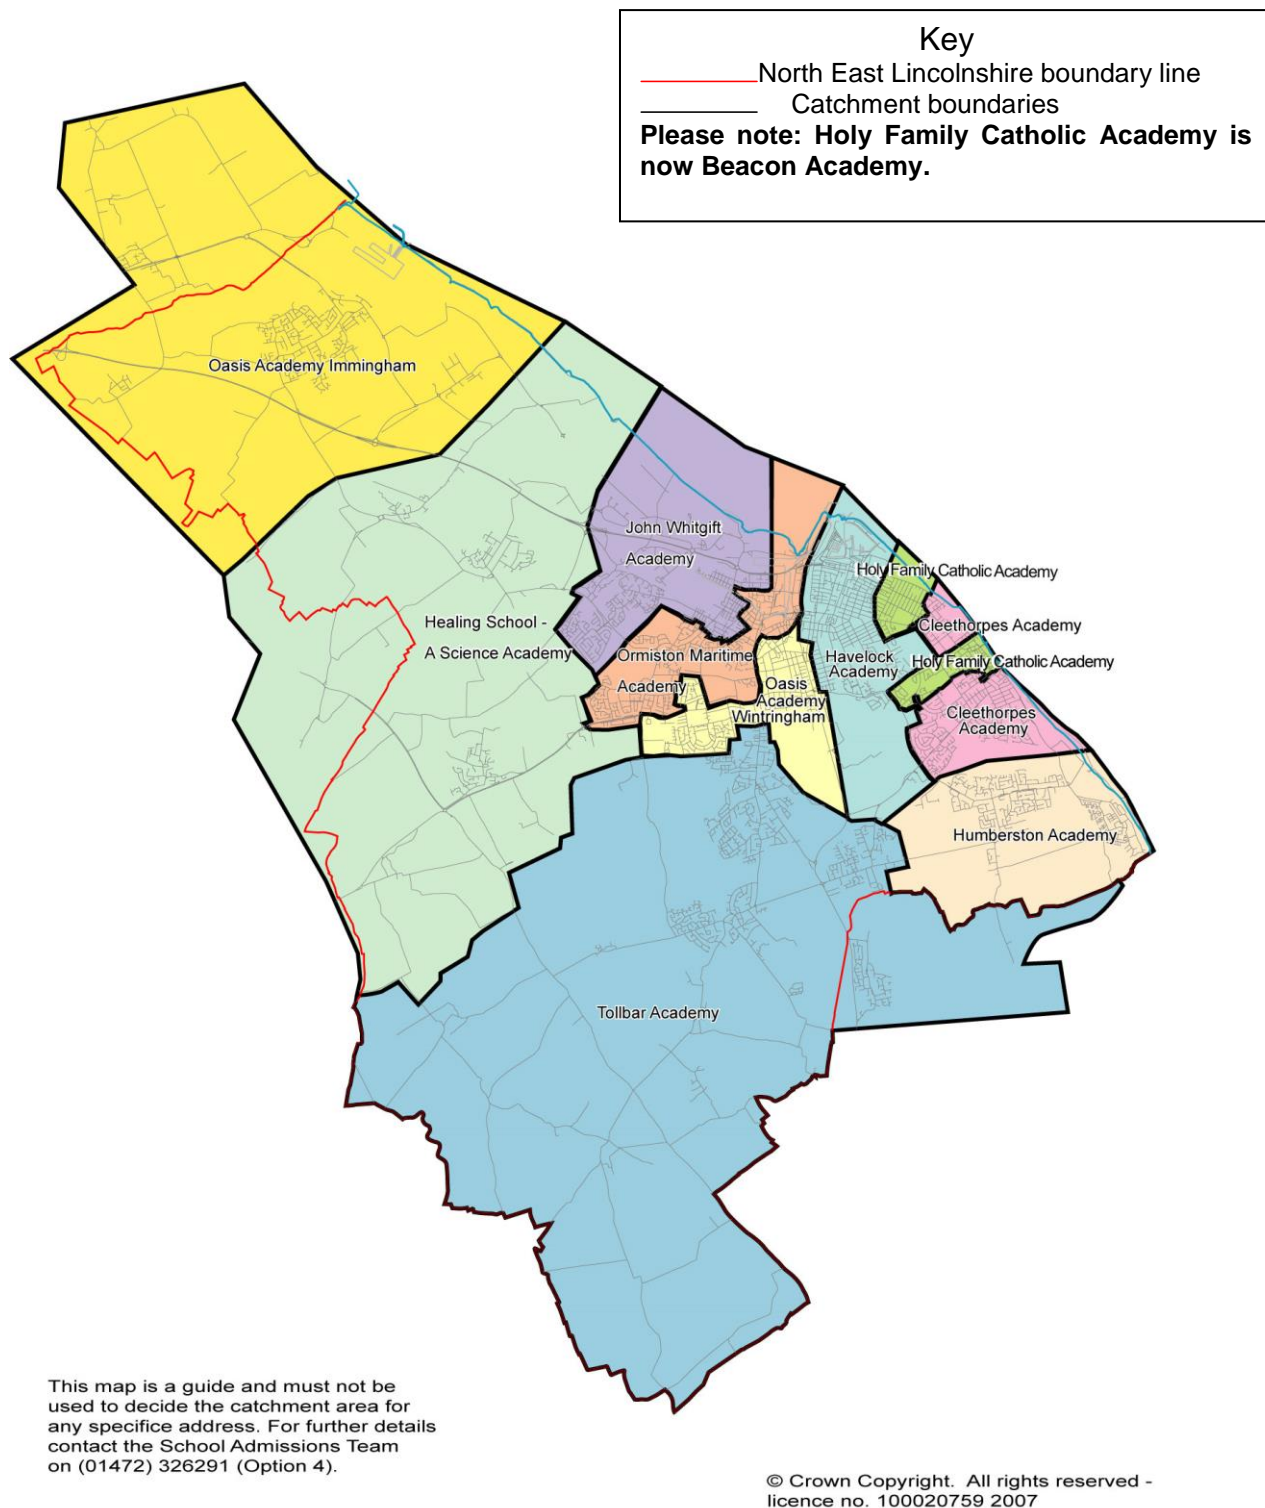 Key
North East Lincolnshire boundary line
Catchment boundaries
Please note: Holy Family Catholic Academy is
now Beacon Academy.
Oasis Academy Immingham
John Whitgift
Academy
Holy Family Catholic Academy
Healing School -
A Science Academy
Cleethorpes Academy
Ormiston Maritime
Academy
Havelock
Academy
Holy Family Catholic Academy
Oasis
Academy
Wintringham
Cleethorpes
Academy
Humberston Academy
Tollbar Academy
This map is a guide and must not be
used to decide the catchment area for
any specifice address. For further details
contact the School Admissions Team
on (01472) 326291 (Option 4).
© Crown Copyright. All rights reserved -
licence no. 100020759 2007